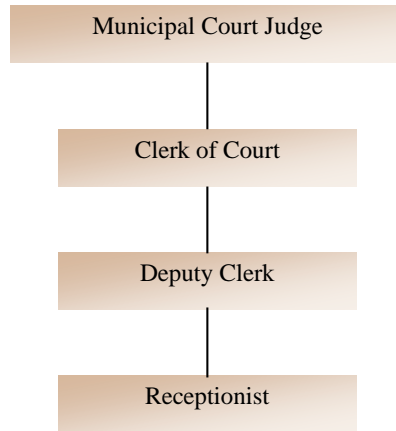 Municipal Court Judge
Clerk of Court
Deputy Clerk
Receptionist